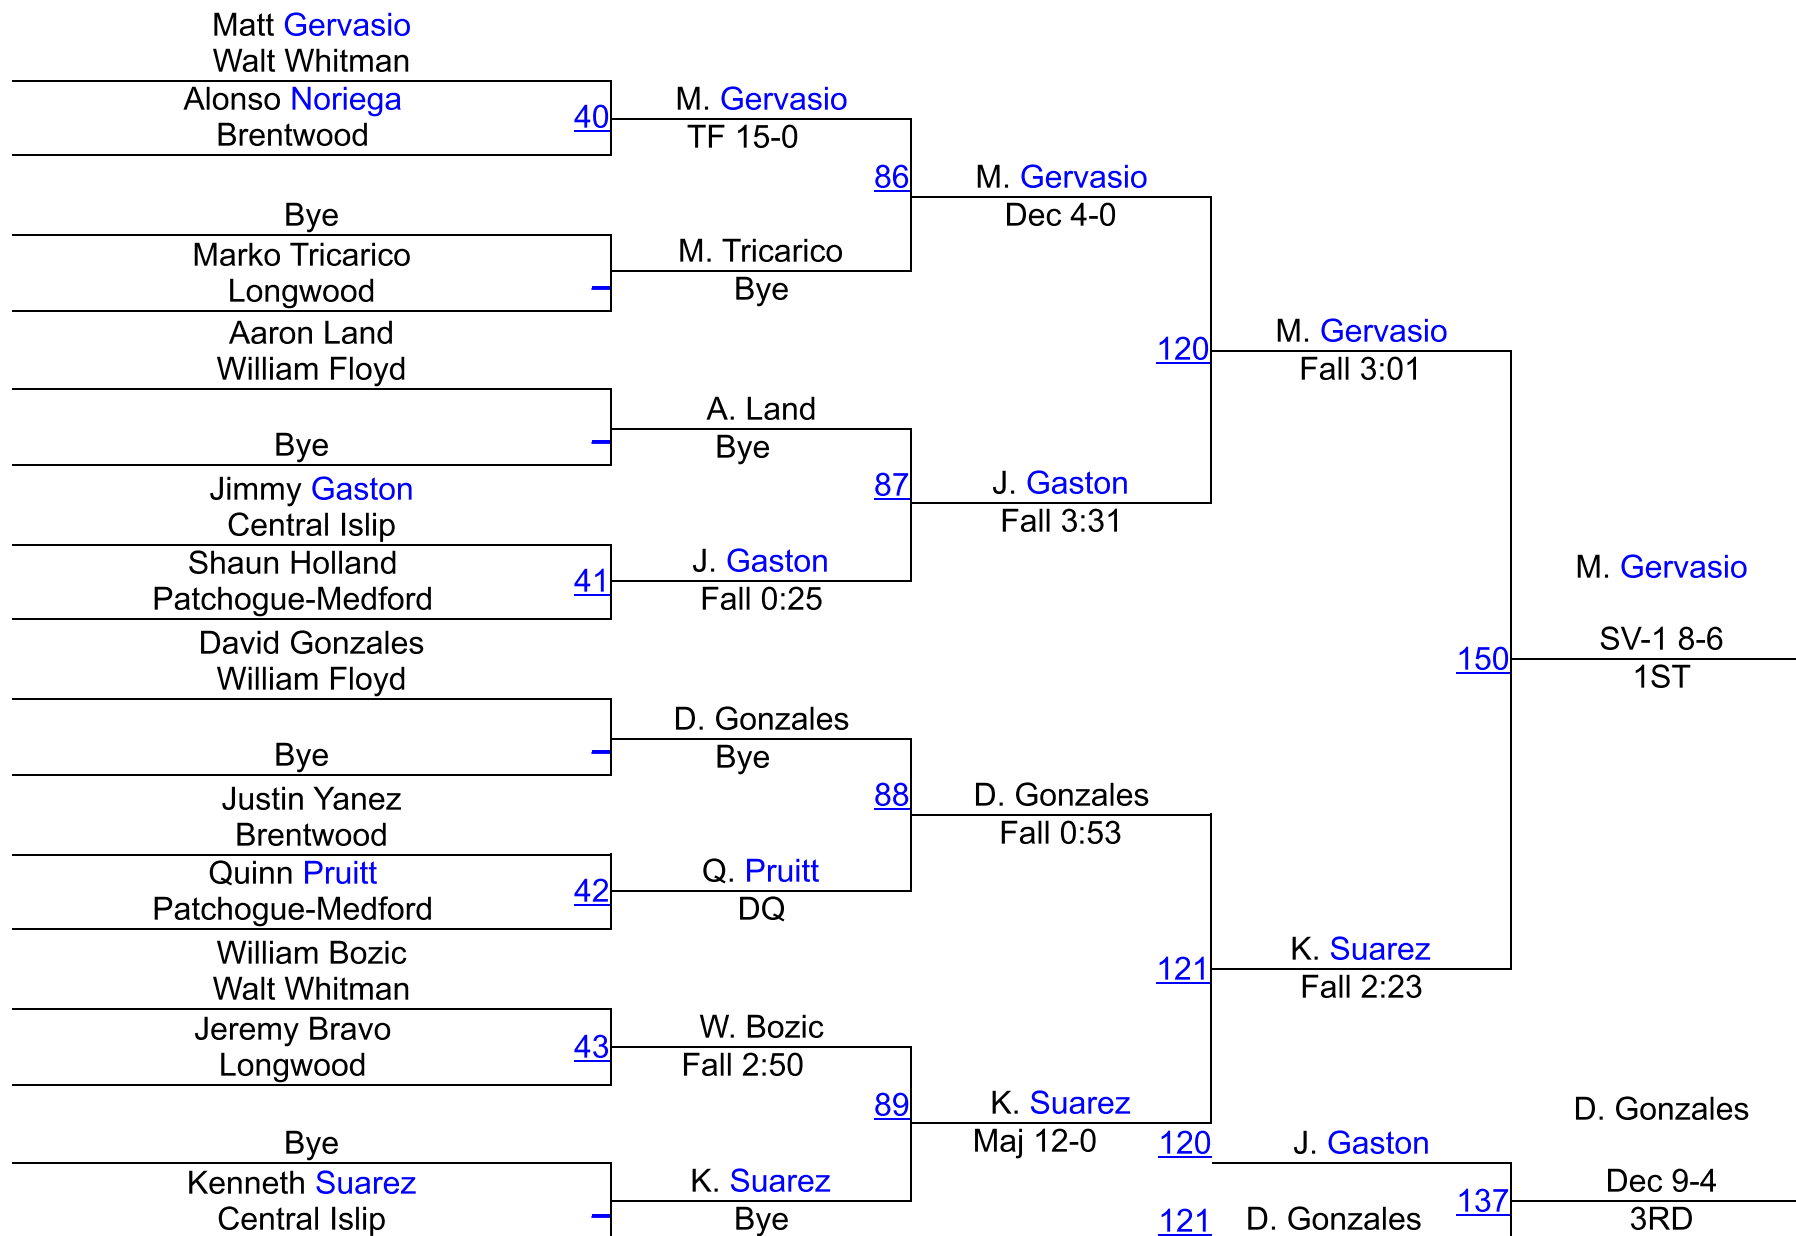 Matt Gervasio
Walt Whitman
Alonso Noriega
Brentwood
40
M. Gervasio
TF 15-0
86
M. Gervasio
Dec 4-0
Bye
Marko Tricarico
Longwood
M. Tricarico
Bye
Aaron Land
William Floyd
120
M. Gervasio
Fall 3:01
Bye
A. Land
Bye
87
J. Gaston
Fall 3:31
Jimmy Gaston
Central Islip
Shaun Holland
Patchogue-Medford
41
J. Gaston
Fall 0:25
M. Gervasio
150
SV-1 8-6
1ST
David Gonzales
William Floyd
Bye
D. Gonzales
Bye
88
D. Gonzales
Fall 0:53
Justin Yanez
Brentwood
Quinn Pruitt
Patchogue-Medford
42
Q. Pruitt
DQ
121
K. Suarez
Fall 2:23
William Bozic
Walt Whitman
Jeremy Bravo
Longwood
43
W. Bozic
Fall 2:50
89
K. Suarez
Maj 12-0
Bye
Kenneth Suarez
Central Islip
K. Suarez
Bye
120
J. Gaston
121
D. Gonzales
137
D. Gonzales
Dec 9-4
3RD